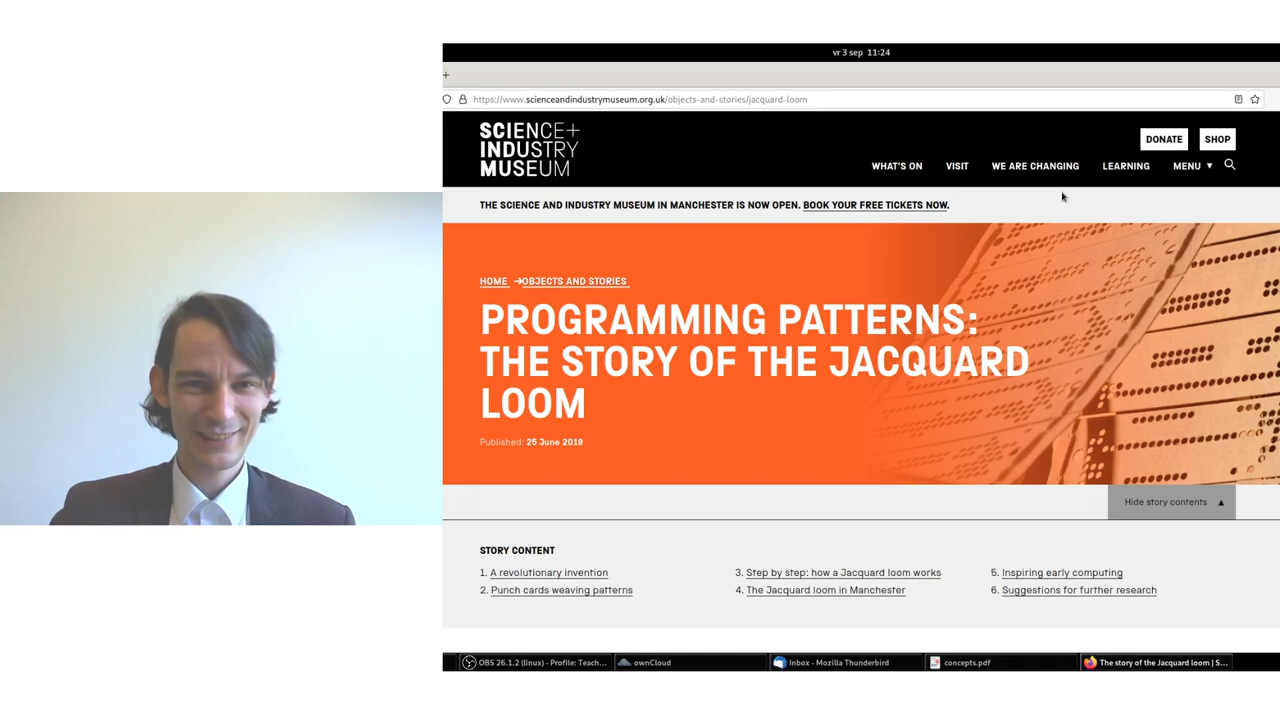 vr 3 sep 11:24
+
https://www.scienceandindustrymuseum.org.uk/objects-and-stories/jacquard-loom
SCIENCE+
INDUSTRY
MUSEUM
DONATE SHOP
WHAT'S ON VISIT WE ARE CHANGING LEARNING MENU ▼
THE SCIENCE AND INDUSTRY MUSEUM IN MANCHESTER IS NOW OPEN. BOOK YOUR FREE TICKETS NOW.
HOME → OBJECTS AND STORIES
PROGRAMMING PATTERNS:
THE STORY OF THE JACQUARD
LOOM
Published: 25 June 2019
Hide story contents ▲
STORY CONTENT
1. A revolutionary invention
2. Punch cards weaving patterns
3. Step by step: how a Jacquard loom works
4. The Jacquard loom in Manchester
5. Inspiring early computing
6. Suggestions for further research
OBS 26.1.2 (linux) - Profile: Teach... ownCloud Inbox - Mozilla Thunderbird concepts.pdf The story of the Jacquard loom | S...